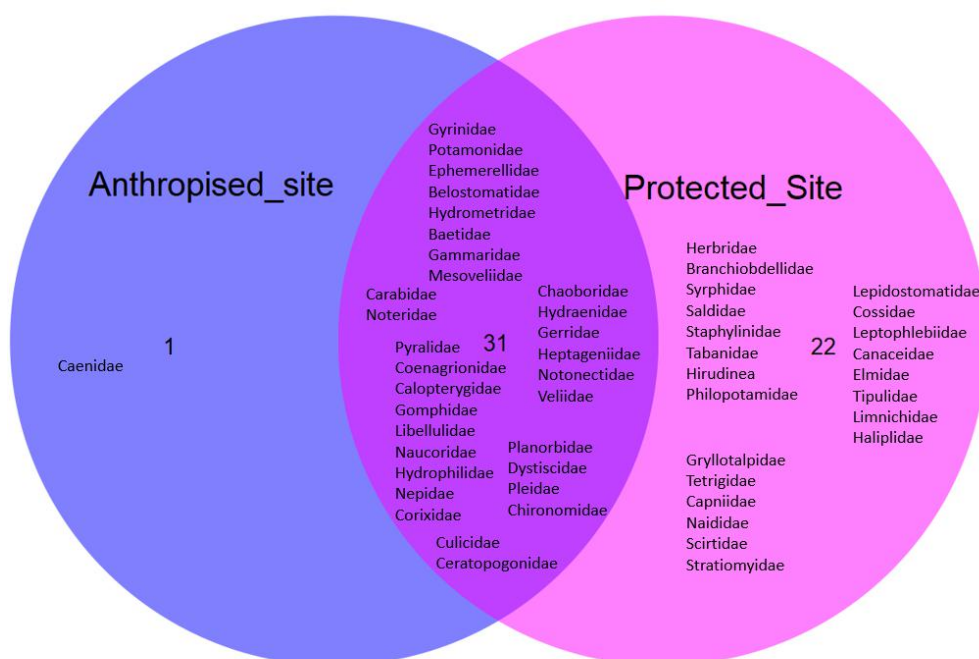 Anthropised_site
1
Caenidae
Gyrinidae
Potamonidae
Ephemerellidae
Belostomatidae
Hydrometridae
Baetidae
Gammaridae
Mesoveliidae
Carabidae
Noteridae
Chaoboridae
Hydraenidae
Gerridae
Heptageniidae
Notonectidae
Veliidae
31
Pyralidae
Coenagrionidae
Calopterygidae
Gomphidae
Libellulidae
Naucoridae
Hydrophilidae
Nepidae
Corixidae
Planorbidae
Dystiscidae
Pleidae
Chironomidae
Culicidae
Ceratopogonidae
Protected_Site
Herbridae
Branchiobdellidae
Syrphidae
Saldidae
Staphylinidae
Tabanidae
Hirudinea
Philopotamidae
22
Lepidostomatidae
Cossidae
Leptophlebiidae
Canaceidae
Elmidae
Tipulidae
Limnichidae
Haliplidae
Gryllotalpidae
Tetrigidae
Capniidae
Naididae
Scirtidae
Stratiomyidae